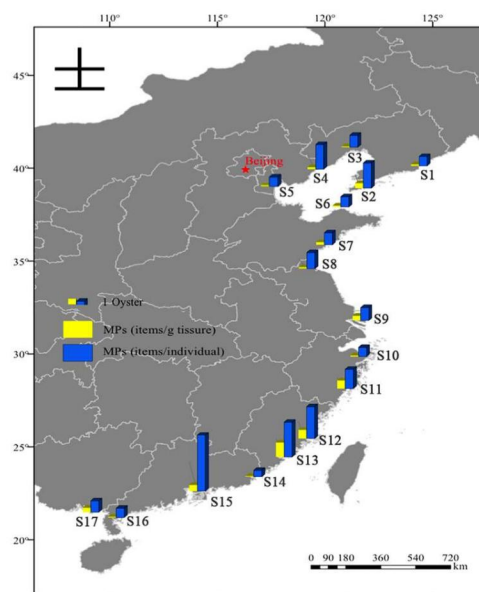 110° 115° 120° 125°
45°
40°
35°
30°
25°
20°
Beijing
S3
S4
S1
S5
S2
S6
S7
S8
1 Oyster
S9
MPs (items/g tissure)
MPs (items/individual)
S10
S11
S12
S13
S14
S15
S17
S16
0 90 180 360 540 720
km